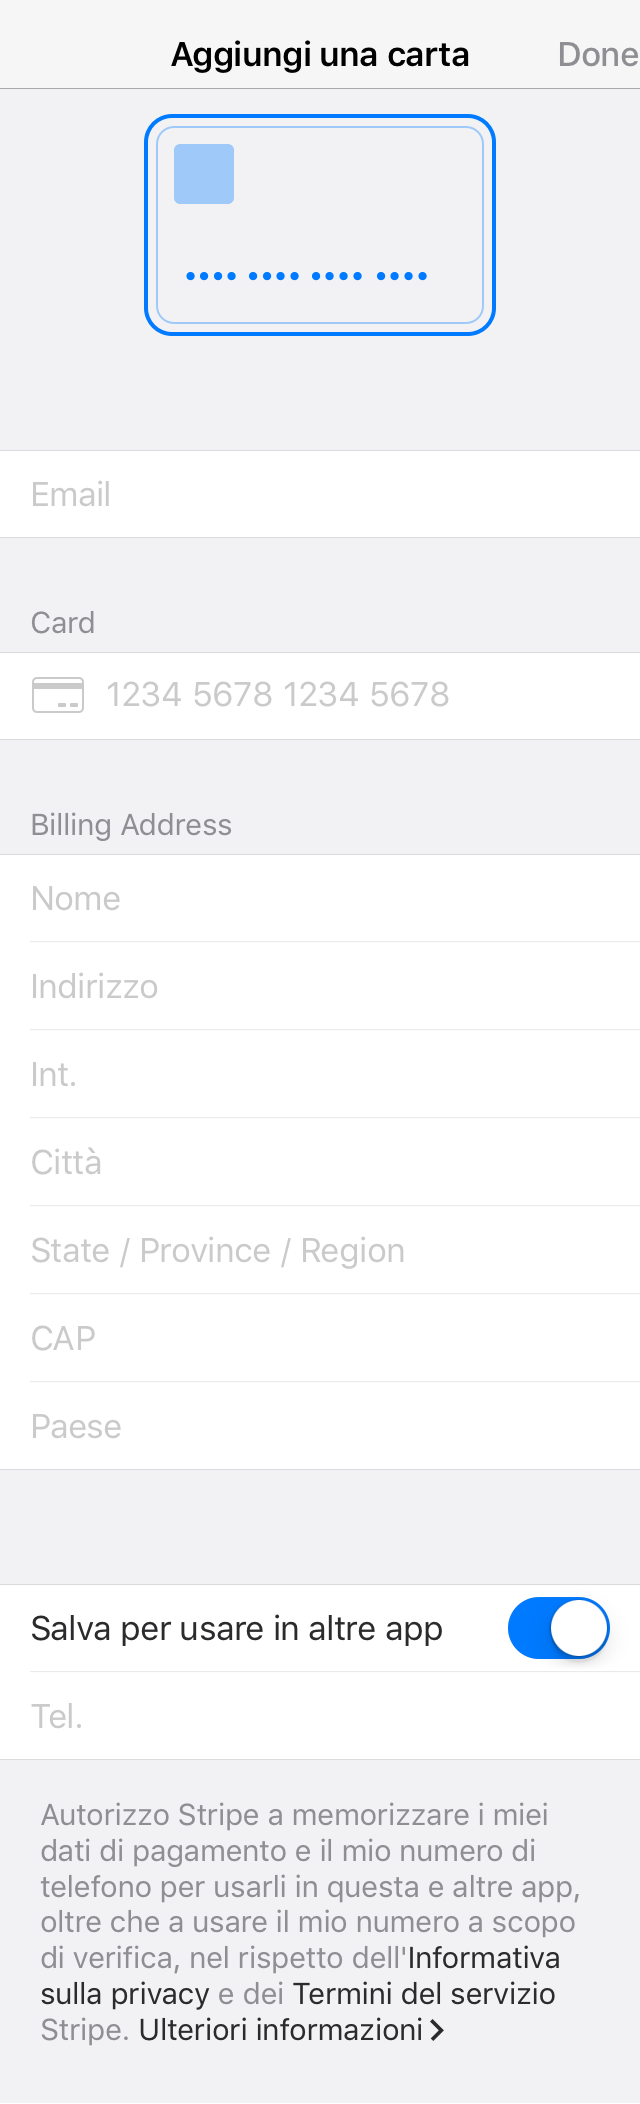 Aggiungi una carta
Done
Email
Card
1234 5678 1234 5678
Billing Address
Nome
Indirizzo
Int.
Città
State / Province / Region
CAP
Paese
Salva per usare in altre app
Tel.
Autorizzo Stripe a memorizzare i miei
dati di pagamento e il mio numero di
telefono per usarli in questa e altre app,
oltre che a usare il mio numero a scopo
di verifica, nel rispetto dell'Informativa
sulla privacy e dei Termini del servizio
Stripe. Ulteriori informazioni